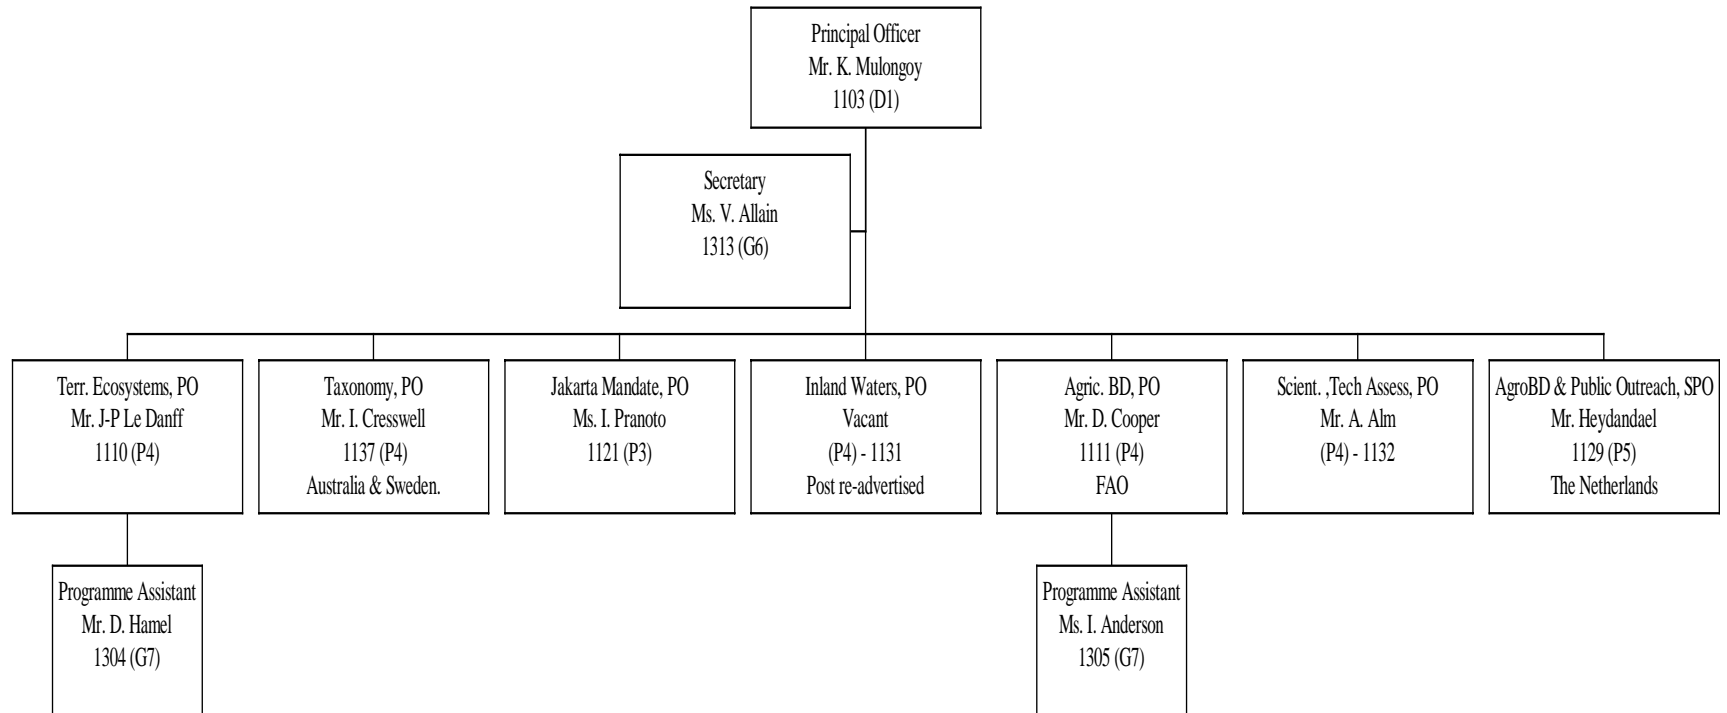 Principal Officer
Mr. K. Mulongoy
1103 (D1)
Secretary
Ms. V. Allain
1313 (G6)
Terr. Ecosystems, PO
Mr. J-P Le Danff
1110 (P4)
Taxonomy, PO
Mr. I. Cresswell
1137 (P4)
Australia & Sweden.
Jakarta Mandate, PO
Ms. I. Pranoto
1121 (P3)
Inland Waters, PO
Vacant
(P4) - 1131
Post re-advertised
Agric. BD, PO
Mr. D. Cooper
1111 (P4)
FAO
Scient. ,Tech Assess, PO
Mr. A. Alm
(P4) - 1132
AgroBD & Public Outreach, SPO
Mr. Heydandael
1129 (P5)
The Netherlands
Programme Assistant
Mr. D. Hamel
1304 (G7)
Programme Assistant
Ms. I. Anderson
1305 (G7)